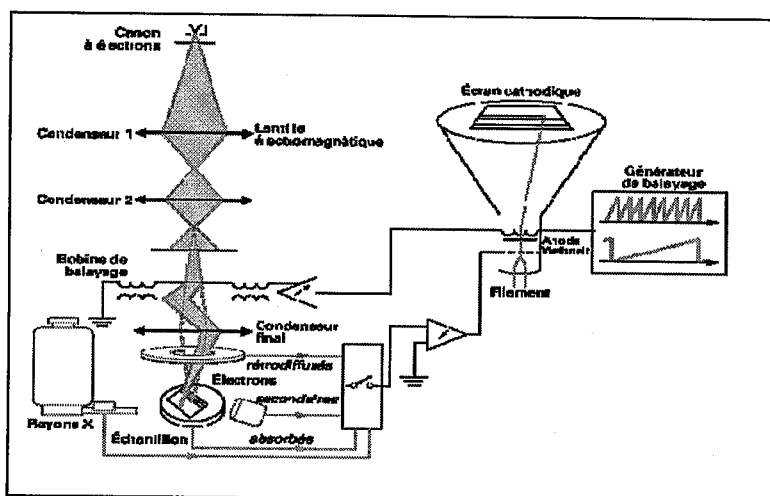 Canon
à électrons
Condenseur 1
Lentille
électromagnétique
Condenseur 2
Bobine de
balayage
Condenseur
final
rétrodiffusés
Électrons
secondaires
absorbés
Rayons X
Échantillon
Écran cathodique
Générateur
de balayage
Anode
Wehnelt
Filament